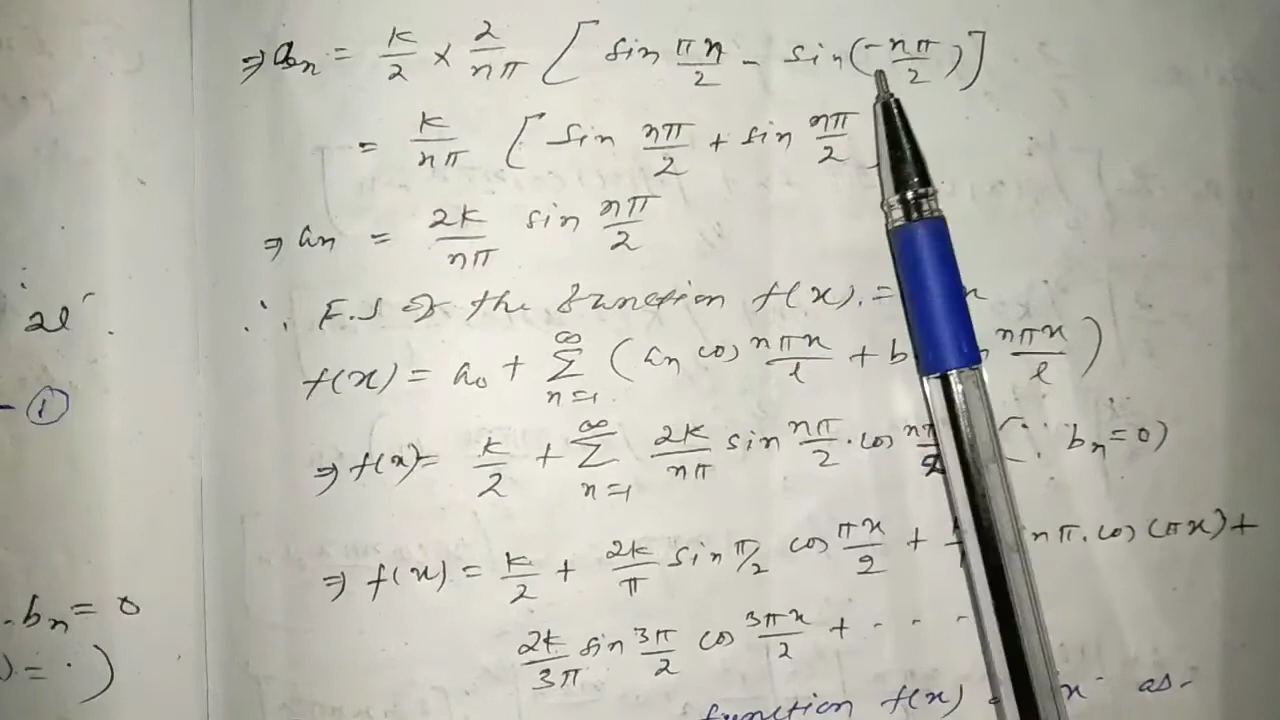 ⇒ an = k/2 × 2/nπ [ sin πn/2 - sin(-nπ/2) ]
= k/nπ [ sin nπ/2 + sin nπ/2
⇒ an = 2k/nπ sin nπ/2
2l .
∴ F.S of the function f(x) =
f(x) = a0 + ∞ Σ n=1 ( an cos nπx/l + b nπx/l )
- ①
⇒ f(x) = k/2 + ∞ Σ n=1 2k/nπ sin nπ/2 . cos (∵ bn = 0)
⇒ f(x) = k/2 + 2k/π sin π/2 cos πx/2 + π . cos (πx) +
. bn = 0
2k/3π sin 3π/2 cos 3πx/2 + - - -
) = · )
function f(x) as